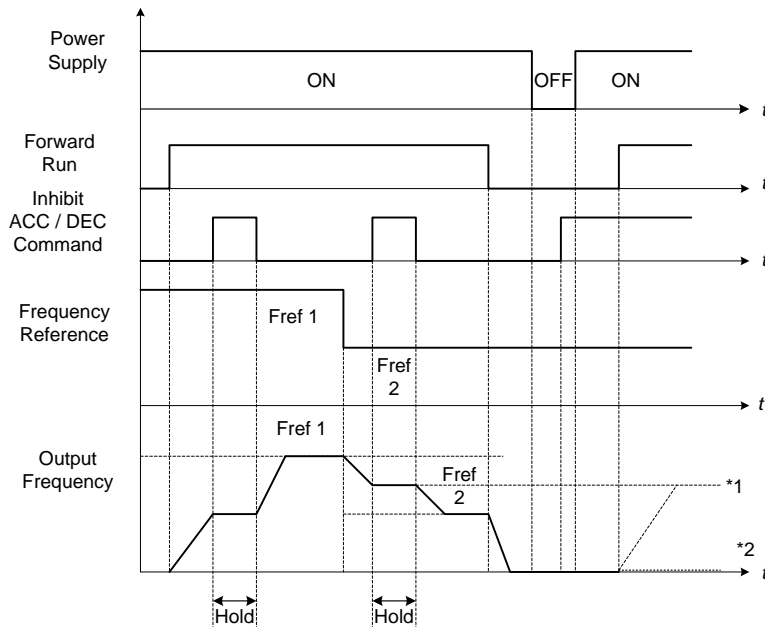 Power
Supply
ON
OFF
ON
t
Forward
Run
t
Inhibit
ACC / DEC
Command
t
Frequency
Reference
Fref 1
Fref
2
t
Output
Frequency
Fref 1
Fref
2
*1
*2
t
Hold
Hold